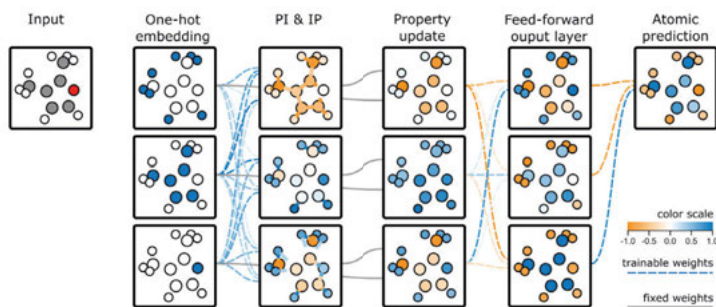 Input
One-hot
embedding
PI & IP
Property
update
Feed-forward
ouput layer
Atomic
prediction
color scale
-1.0 -0.5 0.0 0.5 1.0
trainable weights
fixed weights